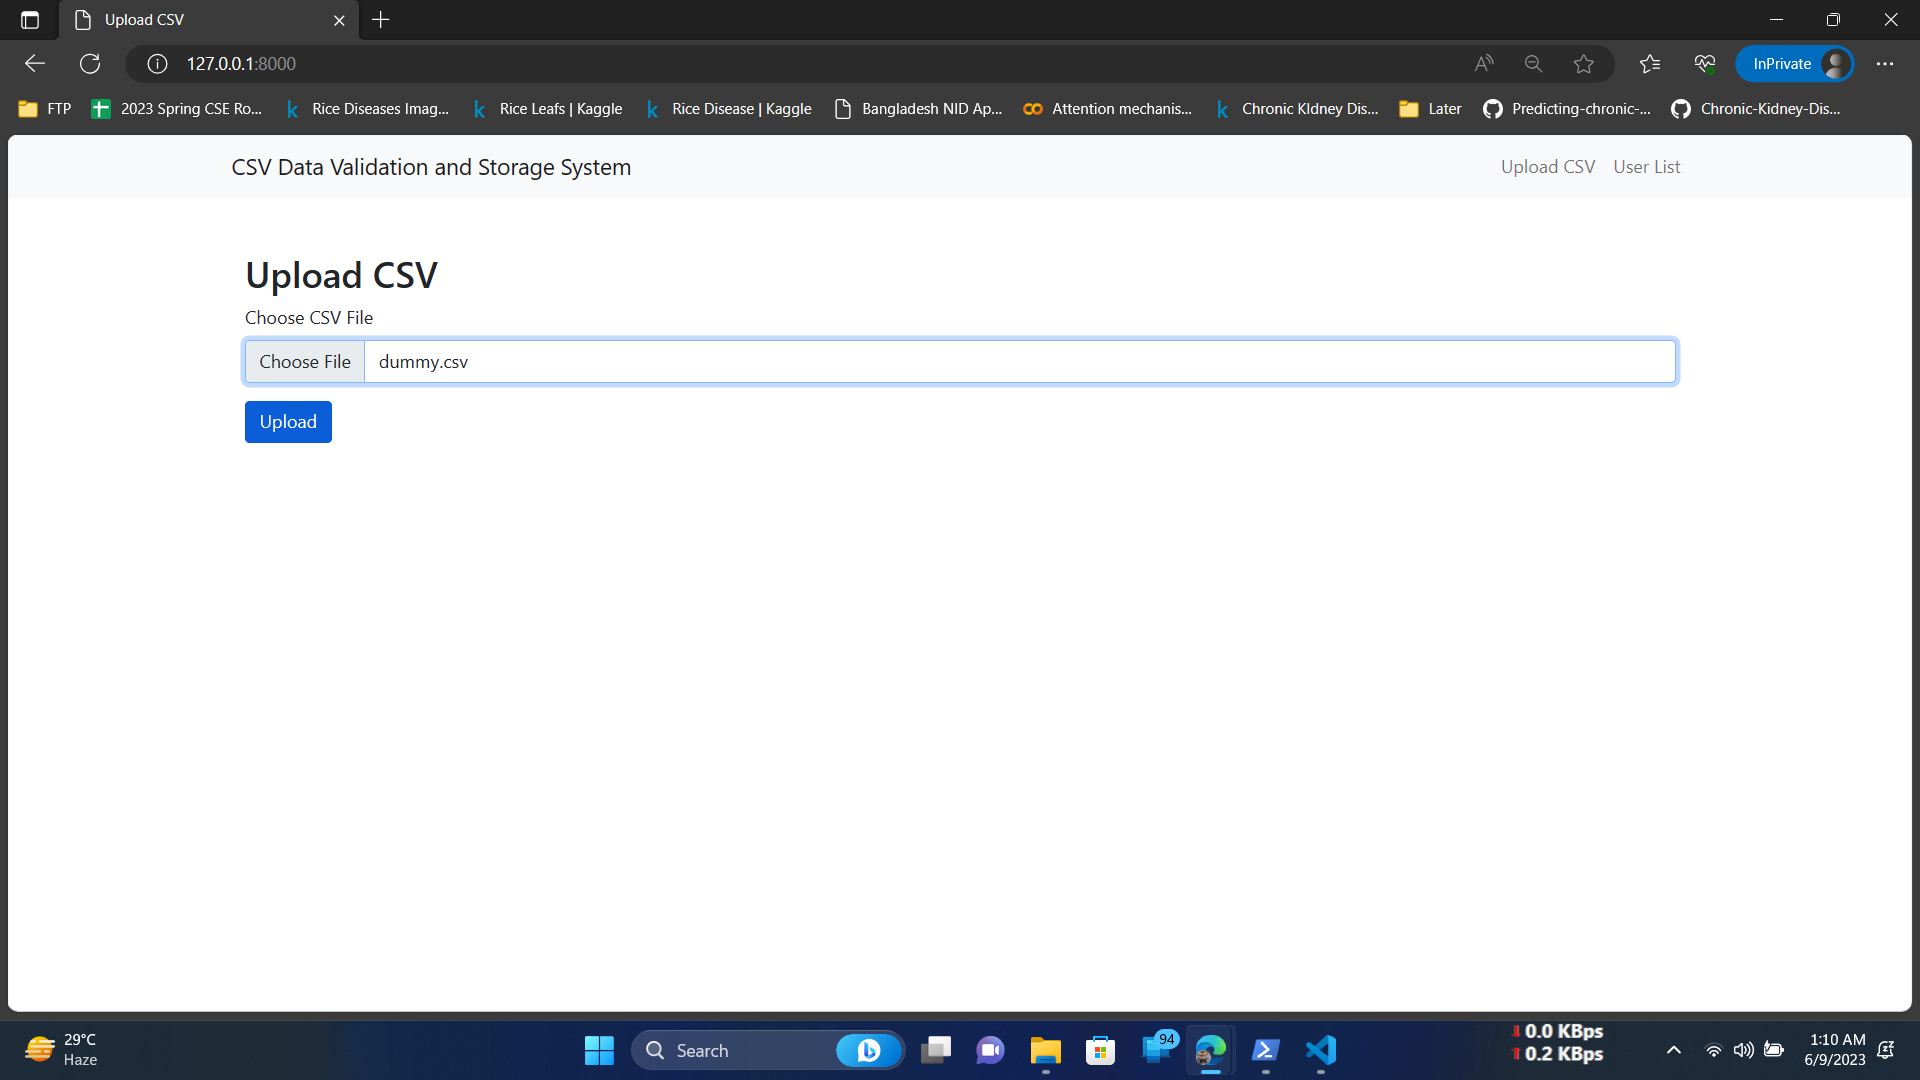 Upload CSV
127.0.0.1:8000
InPrivate
FTP
2023 Spring CSE Ro...
Rice Diseases Imag...
Rice Leafs | Kaggle
Rice Disease | Kaggle
Bangladesh NID Ap...
Attention mechanis...
Chronic KIdney Dis...
Later
Predicting-chronic-...
Chronic-Kidney-Dis...
CSV Data Validation and Storage System
Upload CSV
User List
Upload CSV
Choose CSV File
Choose File
dummy.csv
Upload
29°C
Haze
Search
94
0.0 KBps
0.2 KBps
1:10 AM
6/9/2023